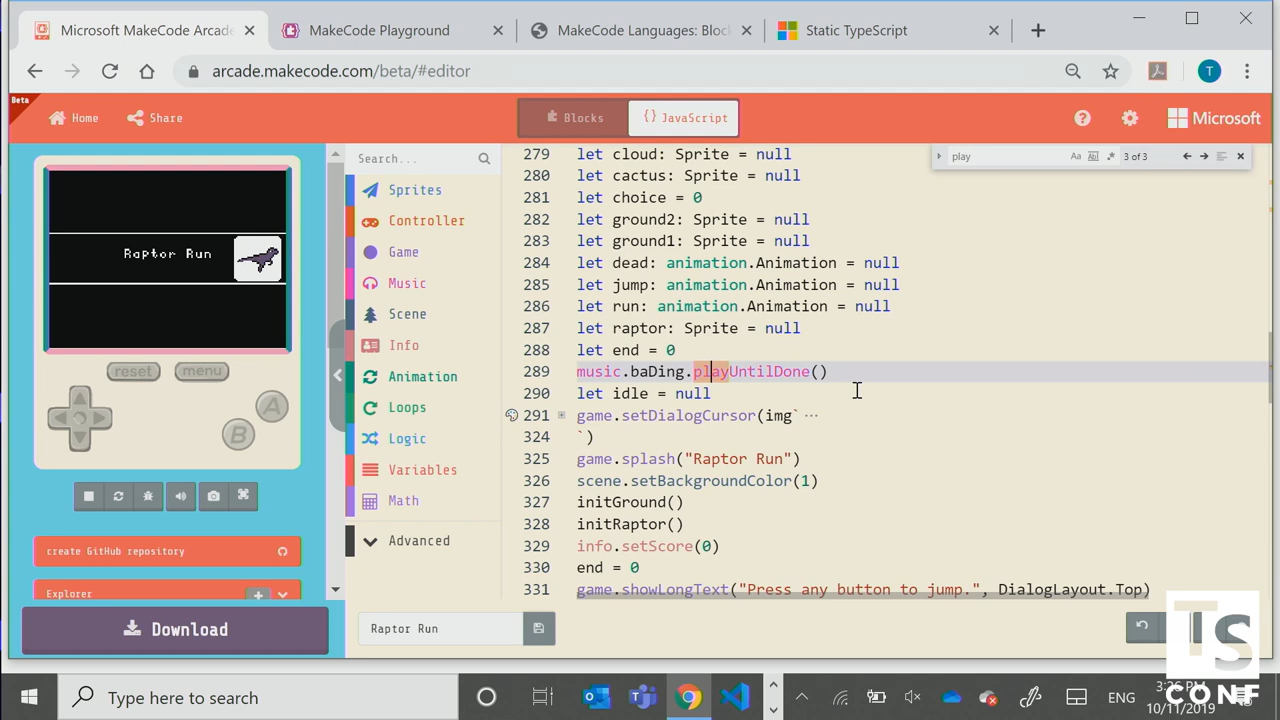 Microsoft MakeCode Arcade
MakeCode Playground
MakeCode Languages: Bloc
Static TypeScript
arcade.makecode.com/beta/#editor
T
Beta
Home
Share
Blocks
{} JavaScript
Microsoft
Raptor Run
reset
menu
A
B
create GitHub repository
Explorer
Download
Search...
Sprites
Controller
Game
Music
Scene
Info
Animation
Loops
Logic
Variables
Math
Advanced
play
Aa
3 of 3
279 let cloud: Sprite = null
280 let cactus: Sprite = null
281 let choice = 0
282 let ground2: Sprite = null
283 let ground1: Sprite = null
284 let dead: animation.Animation = null
285 let jump: animation.Animation = null
286 let run: animation.Animation = null
287 let raptor: Sprite = null
288 let end = 0
289 music.baDing.playUntilDone()
290 let idle = null
291 game.setDialogCursor(img` ···
324 `)
325 game.splash("Raptor Run")
326 scene.setBackgroundColor(1)
327 initGround()
328 initRaptor()
329 info.setScore(0)
330 end = 0
331 game.showLongText("Press any button to jump.", DialogLayout.Top)
Raptor Run
TS
CONF
Type here to search
ENG
10/11/2019